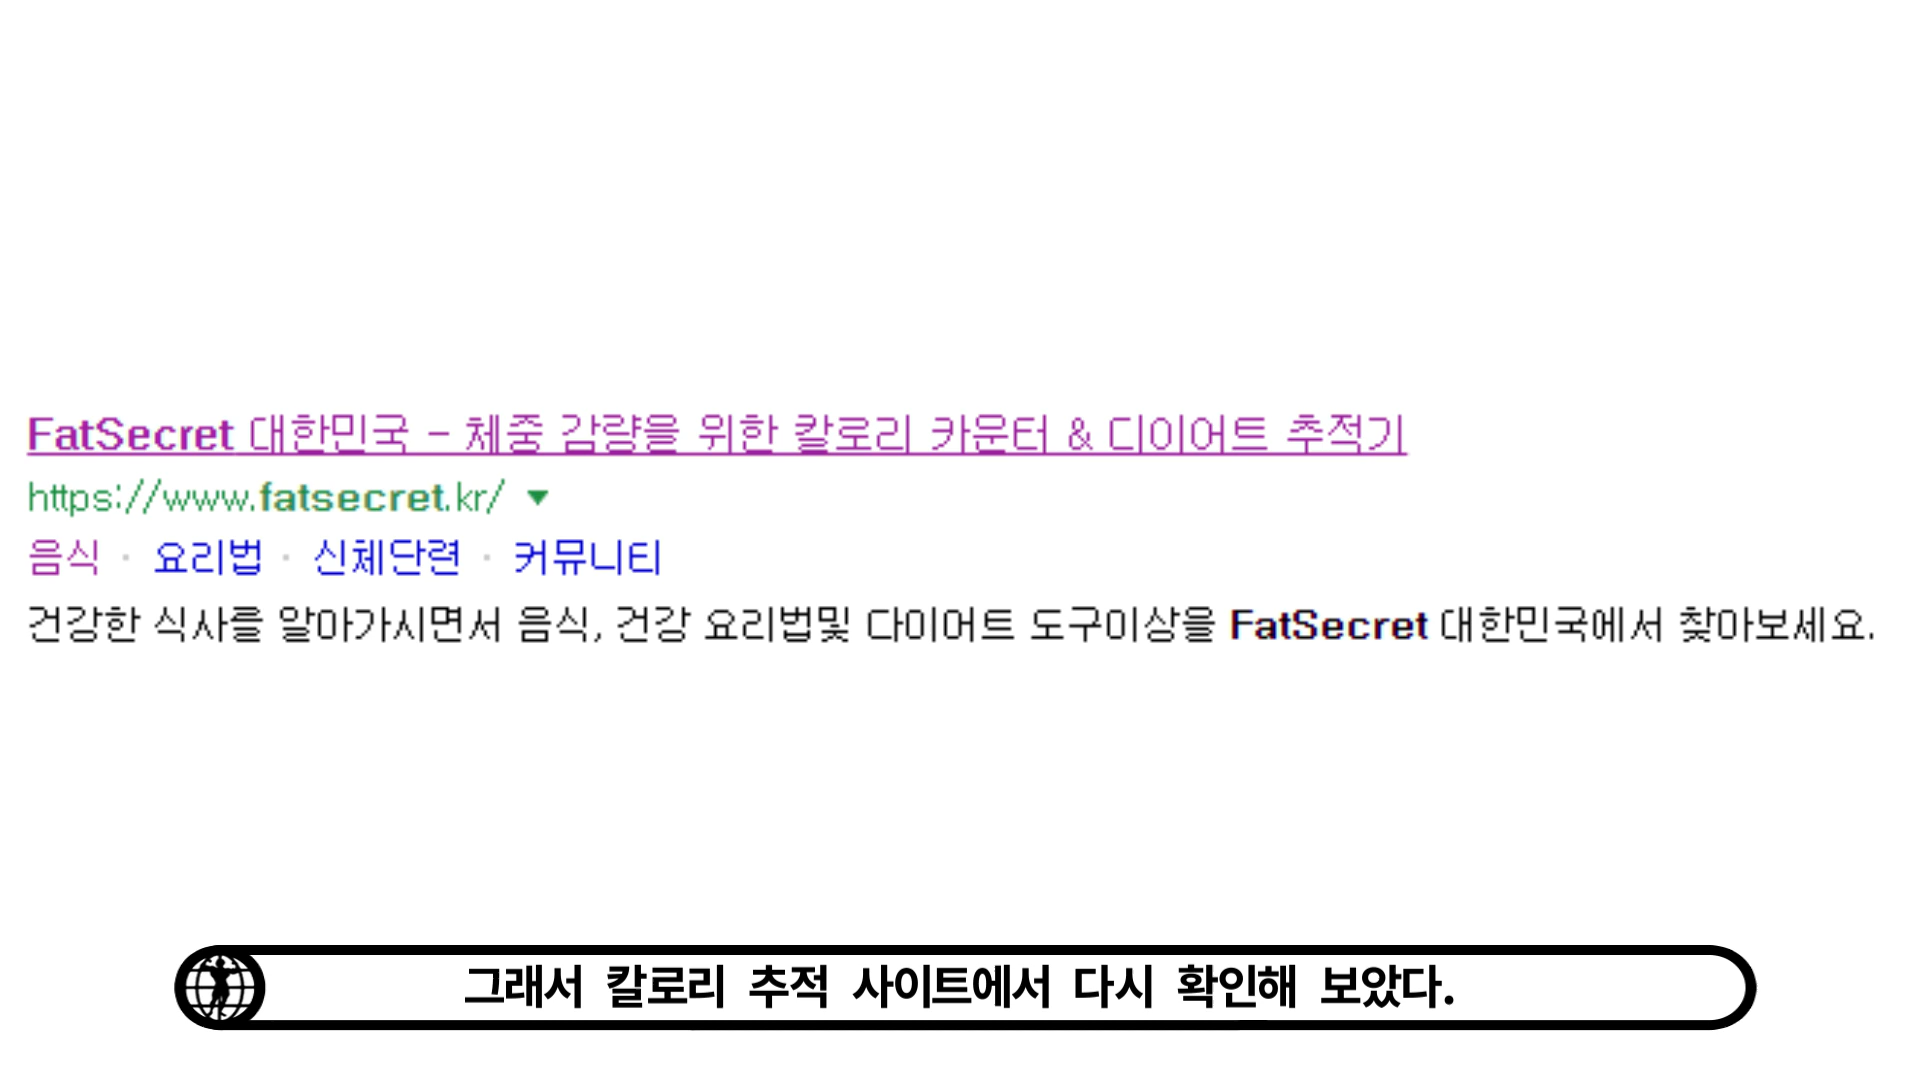 FatSecret 대한민국 - 체중 감량을 위한 칼로리 카운터 & 디이어트 추적기
https://www.fatsecret.kr/ ▼
음식 · 요리법 · 신체단련 · 커뮤니티
건강한 식사를 알아가시면서 음식, 건강 요리법및 다이어트 도구이상을 FatSecret 대한민국에서 찾아보세요.
그래서 칼로리 추적 사이트에서 다시 확인해 보았다.